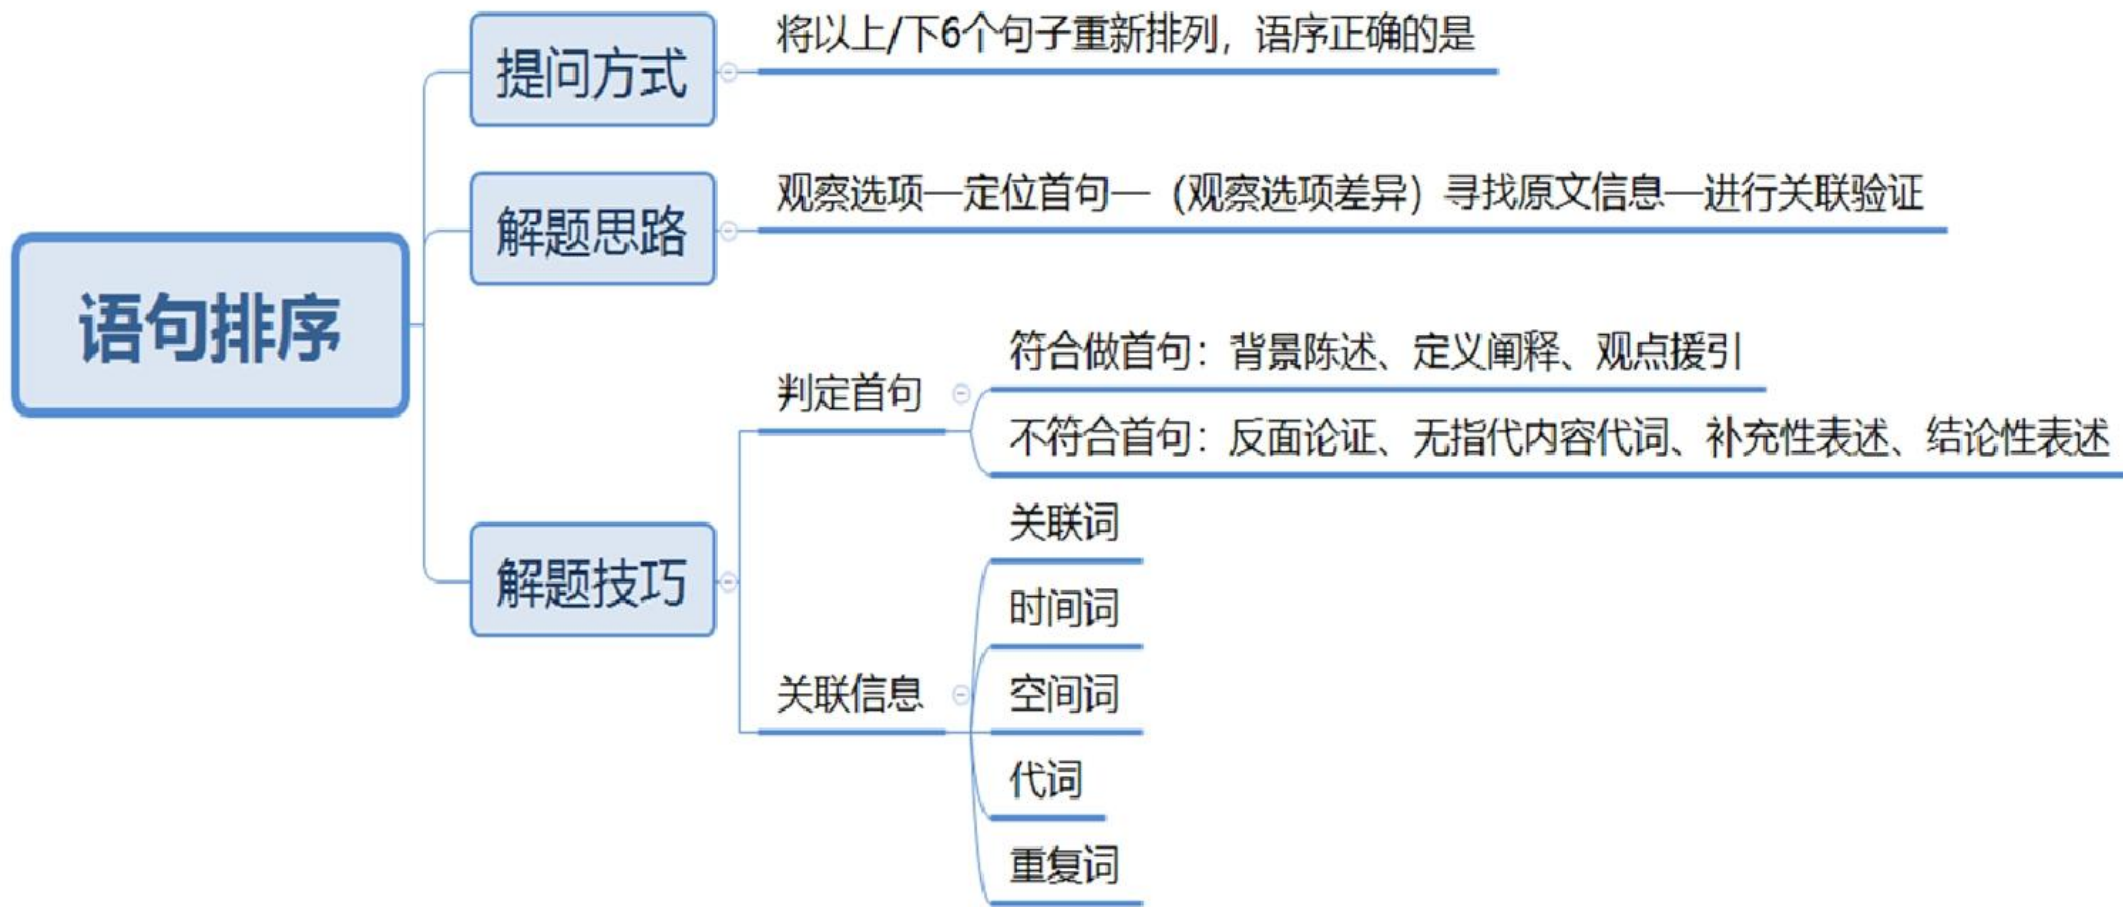 语句排序
提问方式
将以上/下6个句子重新排列，语序正确的是
解题思路
观察选项—定位首句—（观察选项差异）寻找原文信息—进行关联验证
解题技巧
判定首句
符合做首句：背景陈述、定义阐释、观点援引
不符合首句：反面论证、无指代内容代词、补充性表述、结论性表述
关联信息
关联词
时间词
空间词
代词
重复词